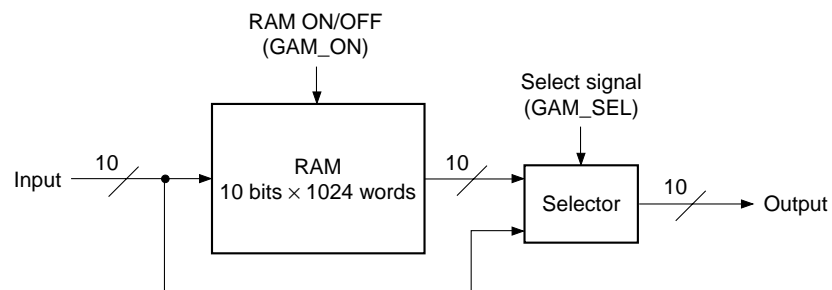 RAM ON/OFF
(GAM_ON)
Select signal
(GAM_SEL)
Input
10
RAM
10 bits × 1024 words
10
Selector
10
Output